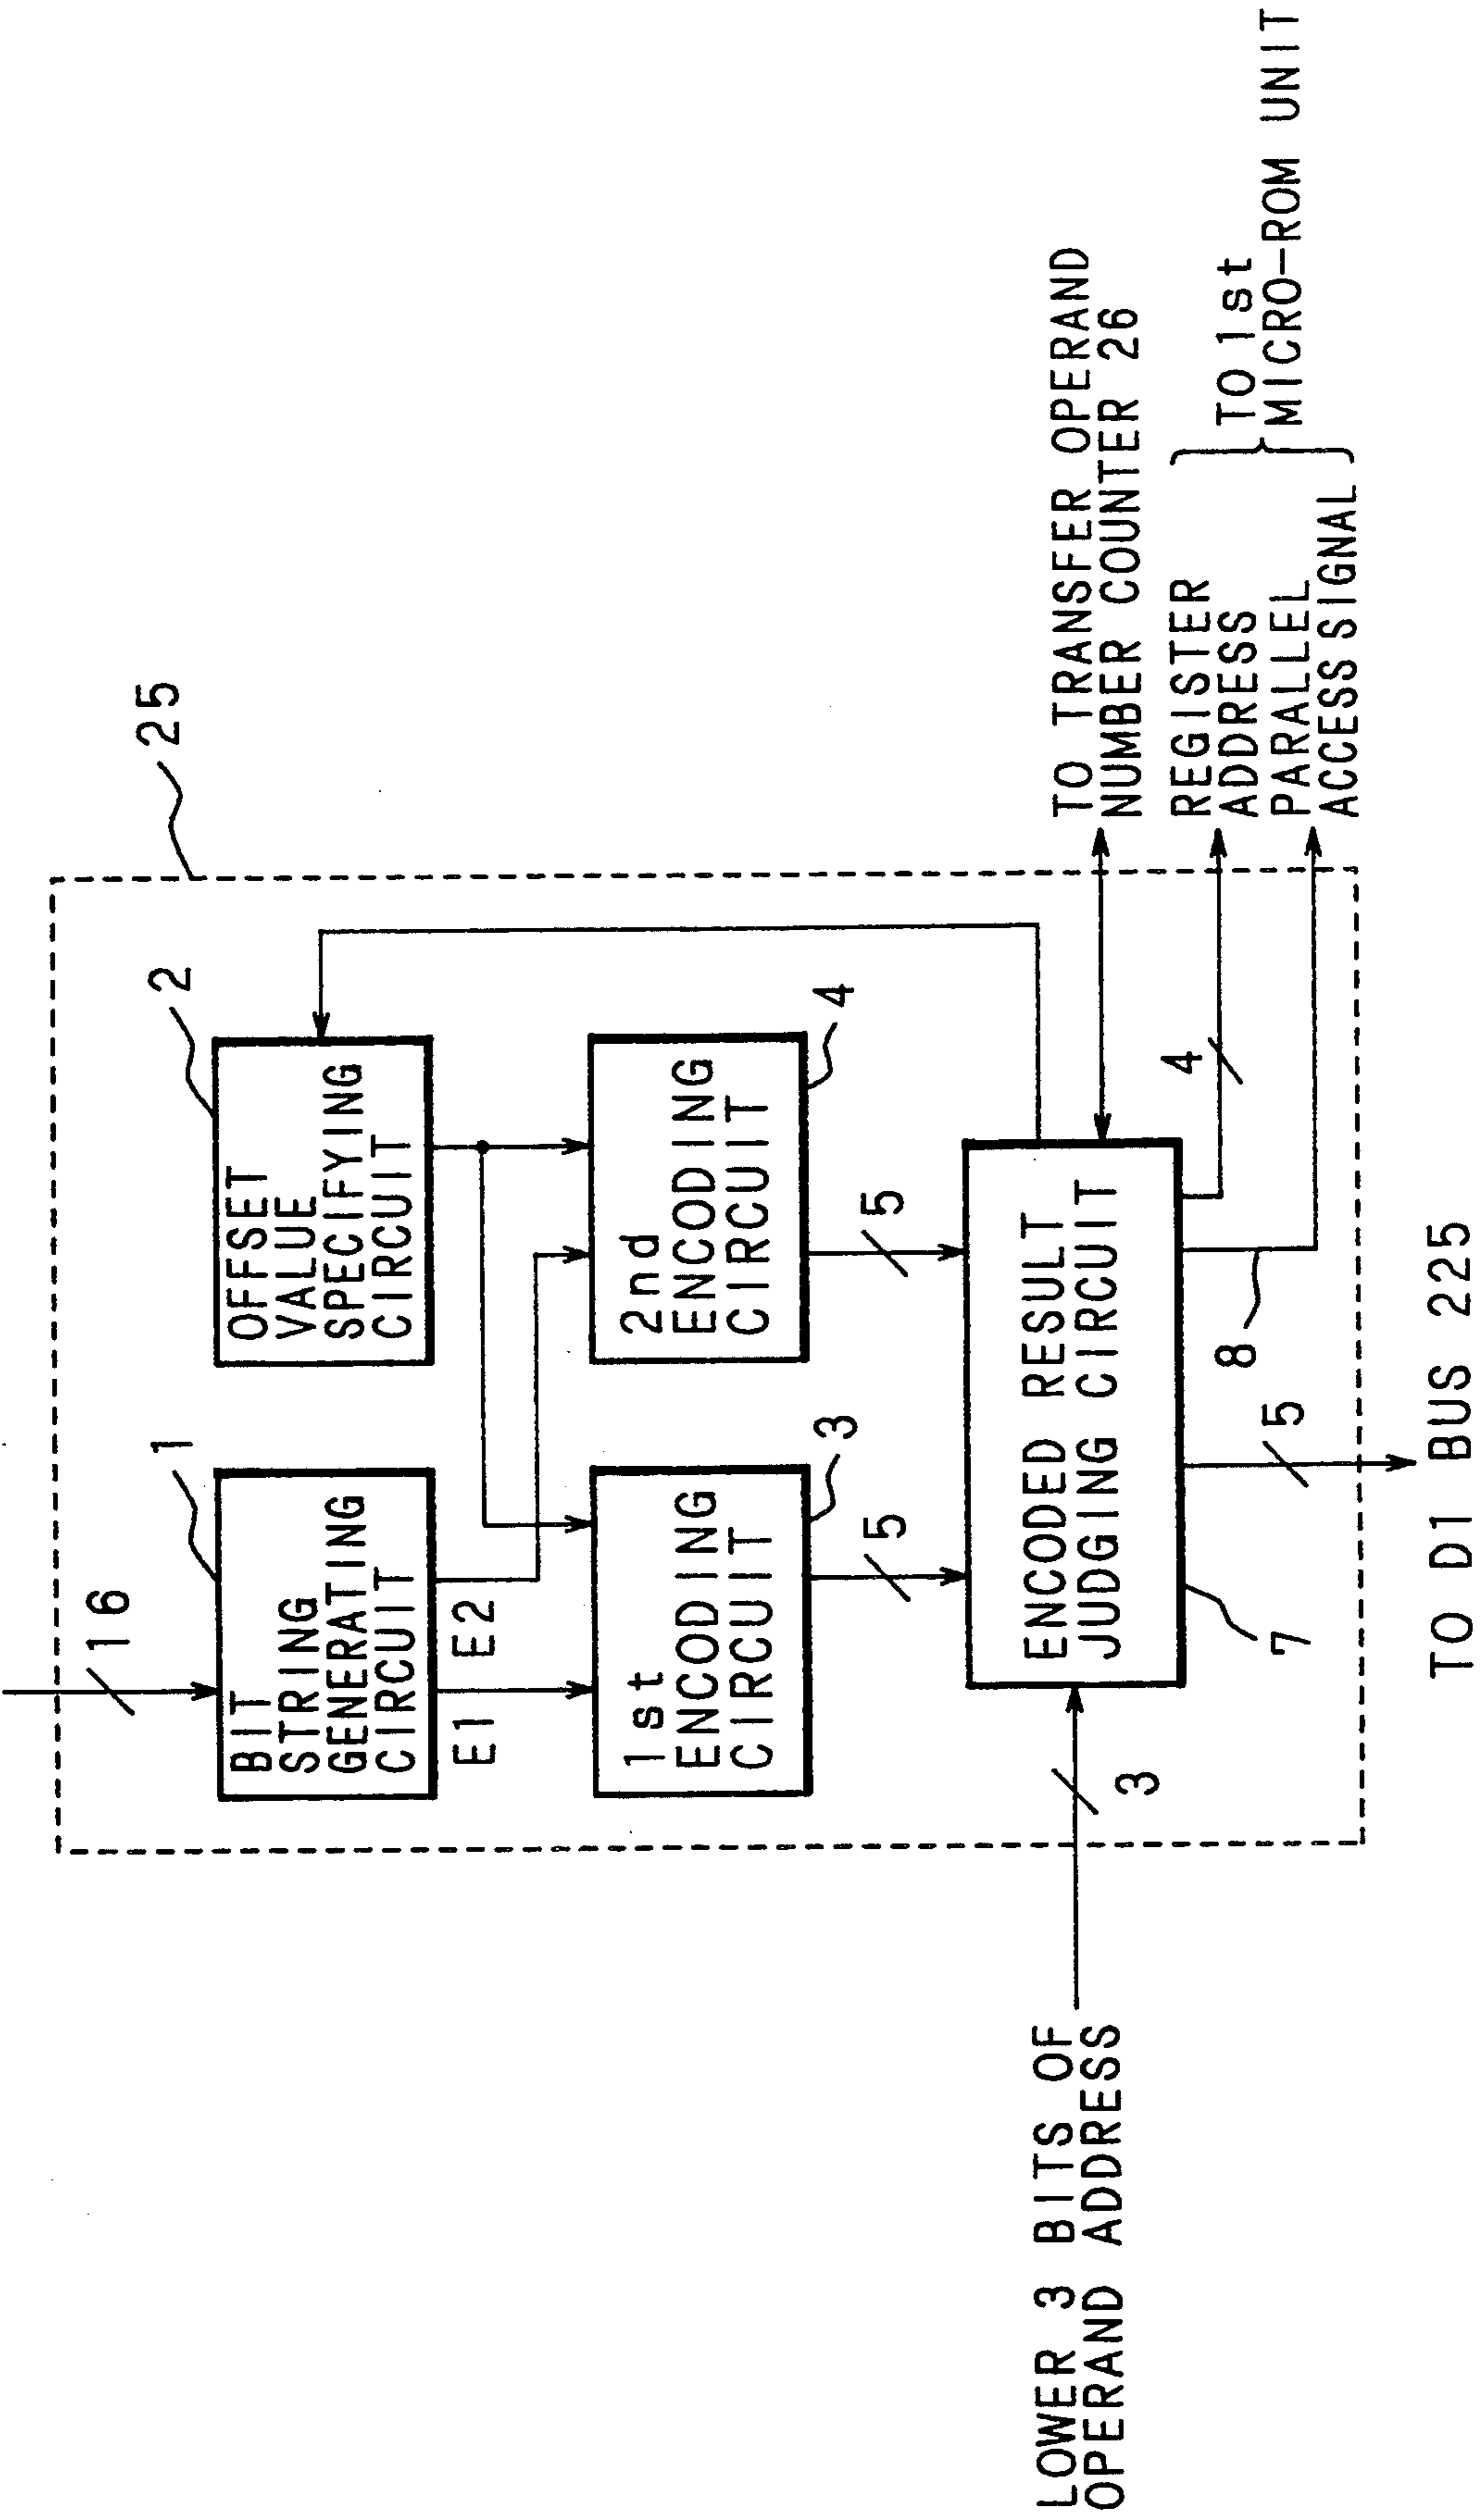 25
16
1
BIT
STRING
GENERATING
CIRCUIT
2
OFFSET
VALUE
SPECIFYING
CIRCUIT
E1
E2
3
1st
ENCODING
CIRCUIT
4
2nd
ENCODING
CIRCUIT
5
5
LOWER 3 BITS OF
OPERAND ADDRESS
3
ENCODED RESULT
JUDGING CIRCUIT
7
8
4
5
TO TRANSFER OPERAND
NUMBER COUNTER 26
REGISTER
ADDRESS
PARALLEL
ACCESS SIGNAL
TO 1st
MICRO-ROM UNIT
TO D1 BUS 225